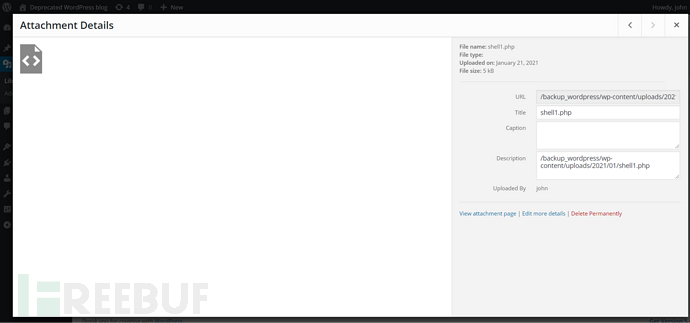 Deprecated WordPress blog 4 0 + New
Howdy, john
Attachment Details
File name: shell1.php
File type:
Uploaded on: January 21, 2021
File size: 5 kB
URL
/backup_wordpress/wp-content/uploads/202
Title
shell1.php
Caption
Description
/backup_wordpress/wp-
content/uploads/2021/01/shell1.php
Uploaded By john
View attachment page | Edit more details | Delete Permanently
FREEBUF